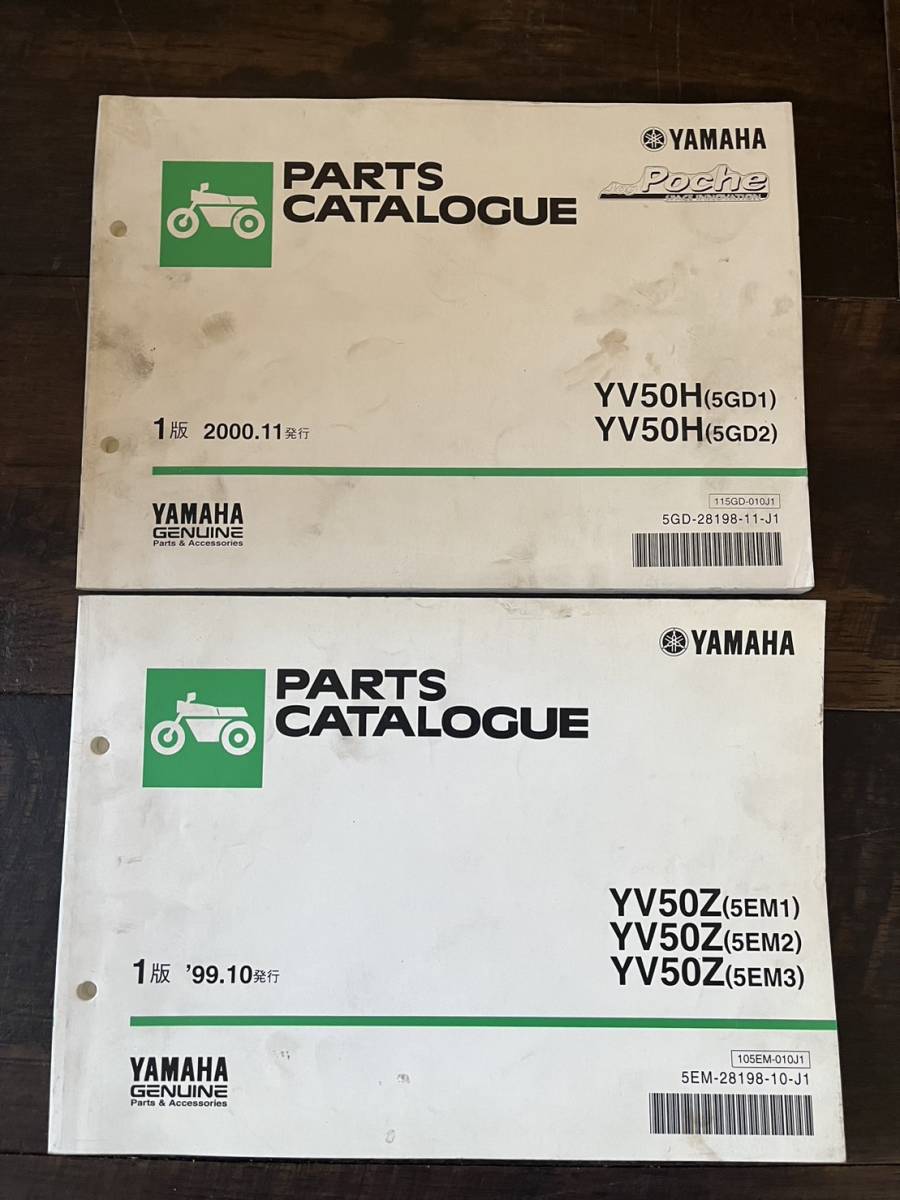 YAMAHA
PARTS
CATALOGUE
Poche
SPACE INNOVATION
YV50H(5GD1)
YV50H(5GD2)
1版 2000.11発行
115GD-010J1
5GD-28198-11-J1
YAMAHA
GENUINE
Parts & Accessories
YAMAHA
PARTS
CATALOGUE
YV50Z(5EM1)
YV50Z(5EM2)
YV50Z(5EM3)
1版 ’99.10発行
105EM-010J1
5EM-28198-10-J1
YAMAHA
GENUINE
Parts & Accessories